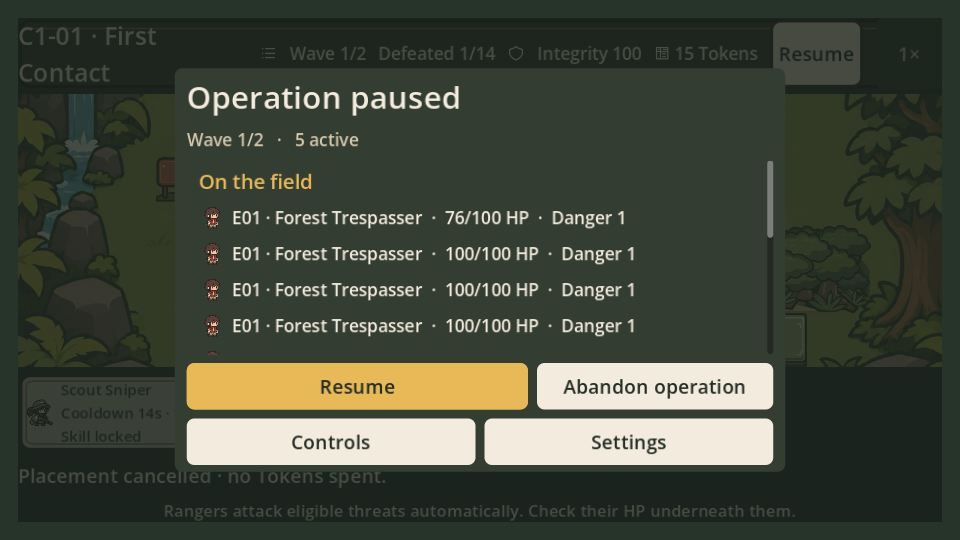 C1-01 · First
Contact
Wave 1/2 Defeated 1/14 Integrity 100 15 Tokens Resume 1×
Operation paused
Wave 1/2 · 5 active
On the field
E01 · Forest Trespasser · 76/100 HP · Danger 1
E01 · Forest Trespasser · 100/100 HP · Danger 1
E01 · Forest Trespasser · 100/100 HP · Danger 1
E01 · Forest Trespasser · 100/100 HP · Danger 1
Resume Abandon operation
Controls Settings
Scout Sniper
Cooldown 14s ·
Skill locked
Placement cancelled · no Tokens spent.
Rangers attack eligible threats automatically. Check their HP underneath them.